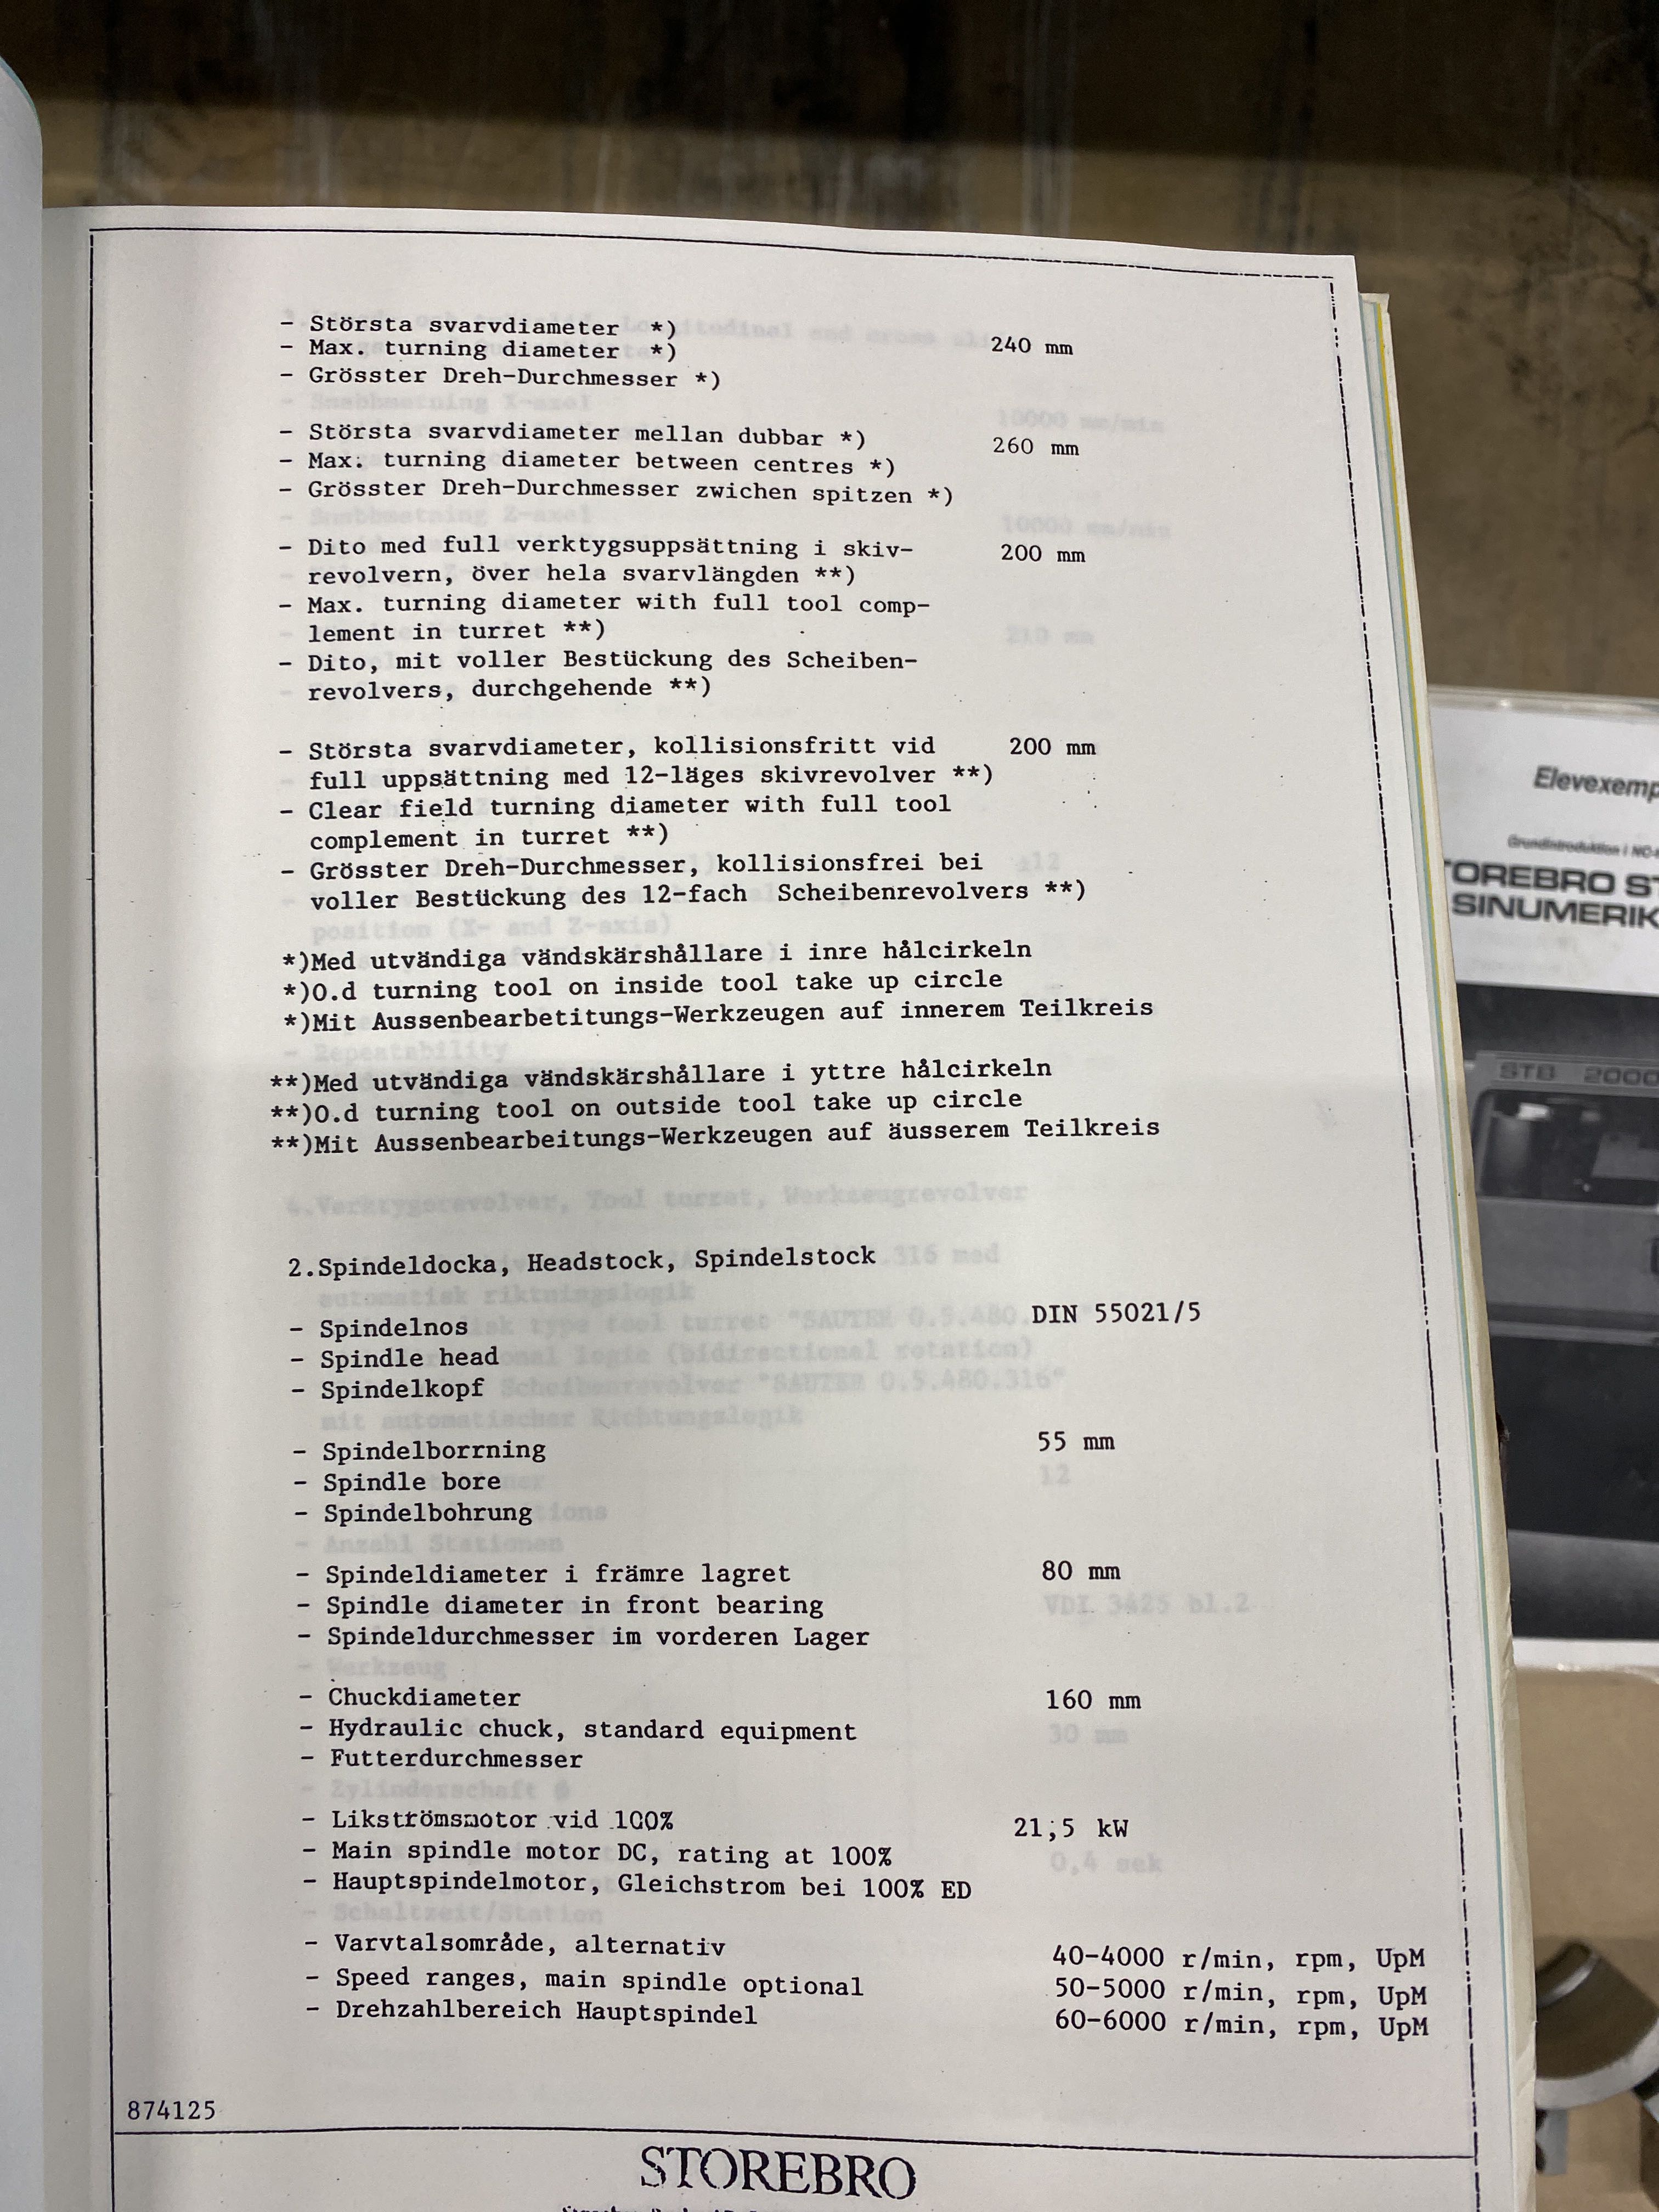 - Största svarvdiameter *)
- Max. turning diameter *) 240 mm
- Grösster Dreh-Durchmesser *)
- Största svarvdiameter mellan dubbar *) 260 mm
- Max. turning diameter between centres *)
- Grösster Dreh-Durchmesser zwichen spitzen *)
- Dito med full verktygsuppsättning i skiv- 200 mm
revolvern, över hela svarvlängden **)
- Max. turning diameter with full tool comp-
lement in turret **)
- Dito, mit voller Bestückung des Scheiben-
revolvers, durchgehende **)
- Största svarvdiameter, kollisionsfritt vid 200 mm
full uppsättning med 12-läges skivrevolver **)
- Clear field turning diameter with full tool
complement in turret **)
- Grösster Dreh-Durchmesser, kollisionsfrei bei
voller Bestückung des 12-fach Scheibenrevolvers **)
*)Med utvändiga vändskärshållare i inre hålcirkeln
*)O.d turning tool on inside tool take up circle
*)Mit Aussenbearbetitungs-Werkzeugen auf innerem Teilkreis
**)Med utvändiga vändskärshållare i yttre hålcirkeln
**)O.d turning tool on outside tool take up circle
**)Mit Aussenbearbeitungs-Werkzeugen auf äusserem Teilkreis
2.Spindeldocka, Headstock, Spindelstock
- Spindelnos DIN 55021/5
- Spindle head
- Spindelkopf
- Spindelborrning 55 mm
- Spindle bore
- Spindelbohrung
- Spindeldiameter i främre lagret 80 mm
- Spindle diameter in front bearing
- Spindeldurchmesser im vorderen Lager
- Chuckdiameter 160 mm
- Hydraulic chuck, standard equipment
- Futterdurchmesser
- Likströmsmotor vid 100% 21,5 kW
- Main spindle motor DC, rating at 100%
- Hauptspindelmotor, Gleichstrom bei 100% ED
- Varvtalsområde, alternativ 40-4000 r/min, rpm, UpM
- Speed ranges, main spindle optional 50-5000 r/min, rpm, UpM
- Drehzahlbereich Hauptspindel 60-6000 r/min, rpm, UpM
874125
STOREBRO
Elevexemp
Grundintroduktion i NC-
TOREBRO ST
SINUMERIK
STB 2000